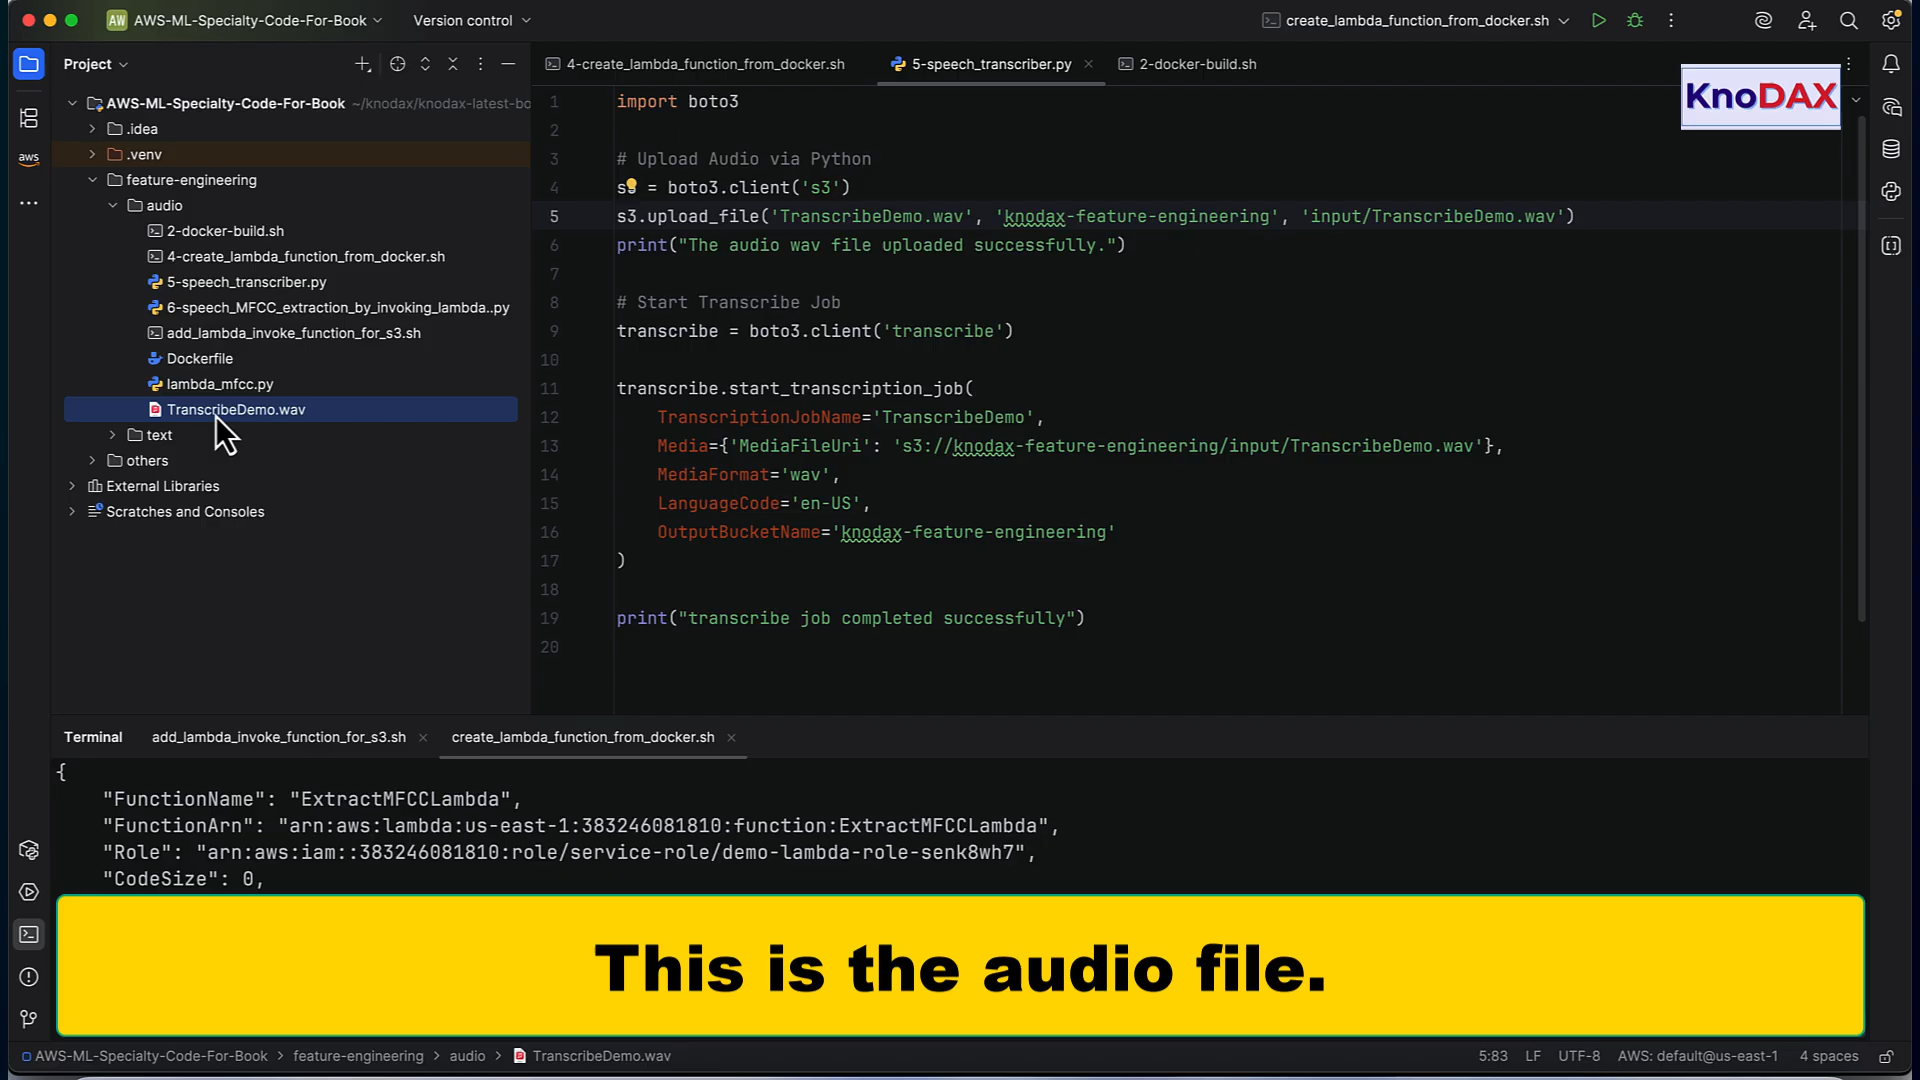 AW AWS-ML-Specialty-Code-For-Book Version control create_lambda_function_from_docker.sh
Project
AWS-ML-Specialty-Code-For-Book ~/knodax/knodax-latest-bo
.idea
.venv
feature-engineering
audio
2-docker-build.sh
4-create_lambda_function_from_docker.sh
5-speech_transcriber.py
6-speech_MFCC_extraction_by_invoking_lambda..py
add_lambda_invoke_function_for_s3.sh
Dockerfile
lambda_mfcc.py
TranscribeDemo.wav
text
others
External Libraries
Scratches and Consoles
aws
4-create_lambda_function_from_docker.sh 5-speech_transcriber.py 2-docker-build.sh
KnoDAX
1 import boto3
2
3 # Upload Audio via Python
4 s3 = boto3.client('s3')
5 s3.upload_file('TranscribeDemo.wav', 'knodax-feature-engineering', 'input/TranscribeDemo.wav')
6 print("The audio wav file uploaded successfully.")
7
8 # Start Transcribe Job
9 transcribe = boto3.client('transcribe')
10
11 transcribe.start_transcription_job(
12 TranscriptionJobName='TranscribeDemo',
13 Media={'MediaFileUri': 's3://knodax-feature-engineering/input/TranscribeDemo.wav'},
14 MediaFormat='wav',
15 LanguageCode='en-US',
16 OutputBucketName='knodax-feature-engineering'
17 )
18
19 print("transcribe job completed successfully")
20
Terminal add_lambda_invoke_function_for_s3.sh create_lambda_function_from_docker.sh
{
"FunctionName": "ExtractMFCCLambda",
"FunctionArn": "arn:aws:lambda:us-east-1:383246081810:function:ExtractMFCCLambda",
"Role": "arn:aws:iam::383246081810:role/service-role/demo-lambda-role-senk8wh7",
"CodeSize": 0,
This is the audio file.
AWS-ML-Specialty-Code-For-Book > feature-engineering > audio > TranscribeDemo.wav 5:83 LF UTF-8 AWS: default@us-east-1 4 spaces